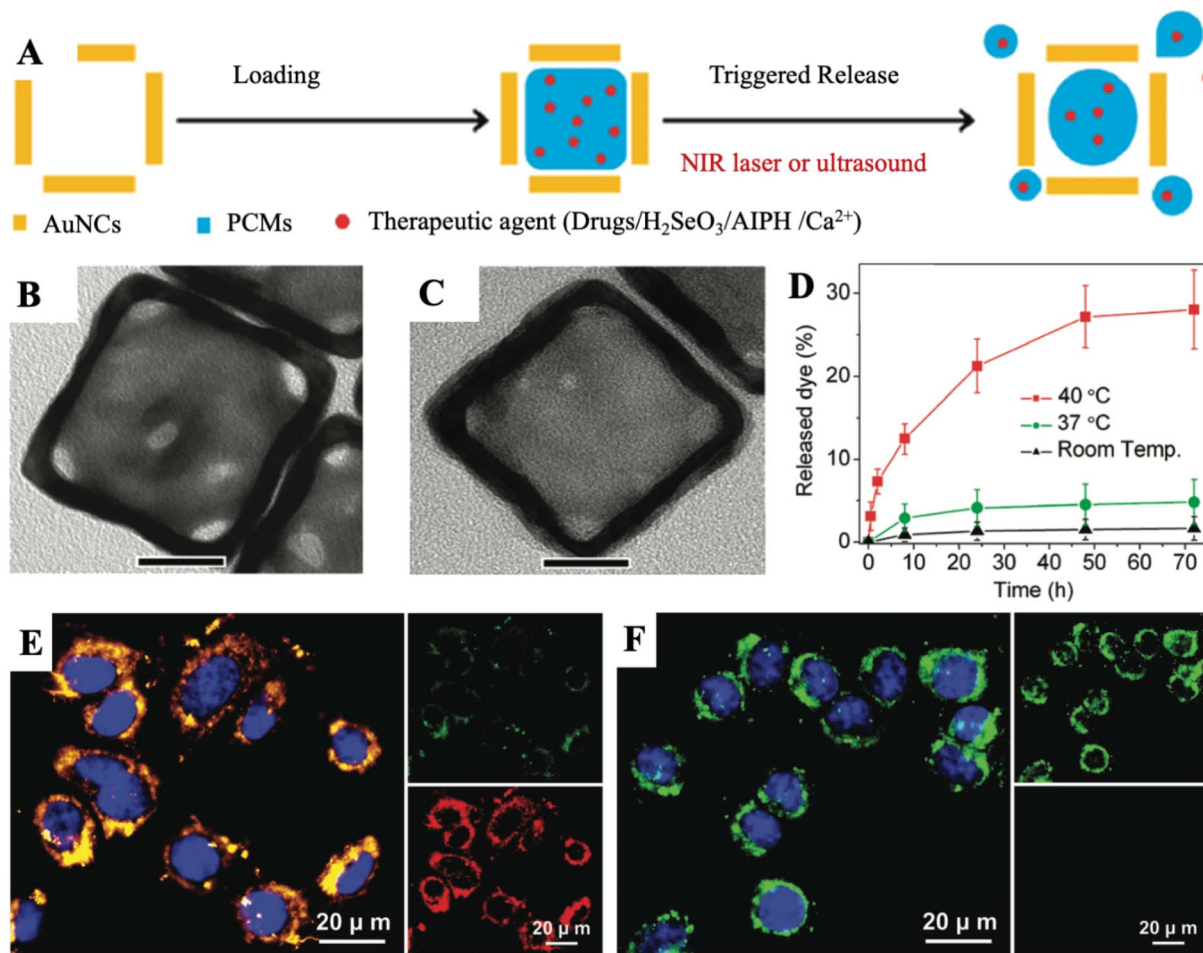 A
Loading
Triggered Release
NIR laser or ultrasound
AuNCs
PCMs
Therapeutic agent (Drugs/H₂SeO₃/AIPH /Ca²⁺)
B
C
D
Released dye (%)
30
20
10
0
40 °C
37 °C
Room Temp.
0 10 20 30 40 50 60 70
Time (h)
E
20 µ m
20 µ m
F
20 µ m
20 µ m